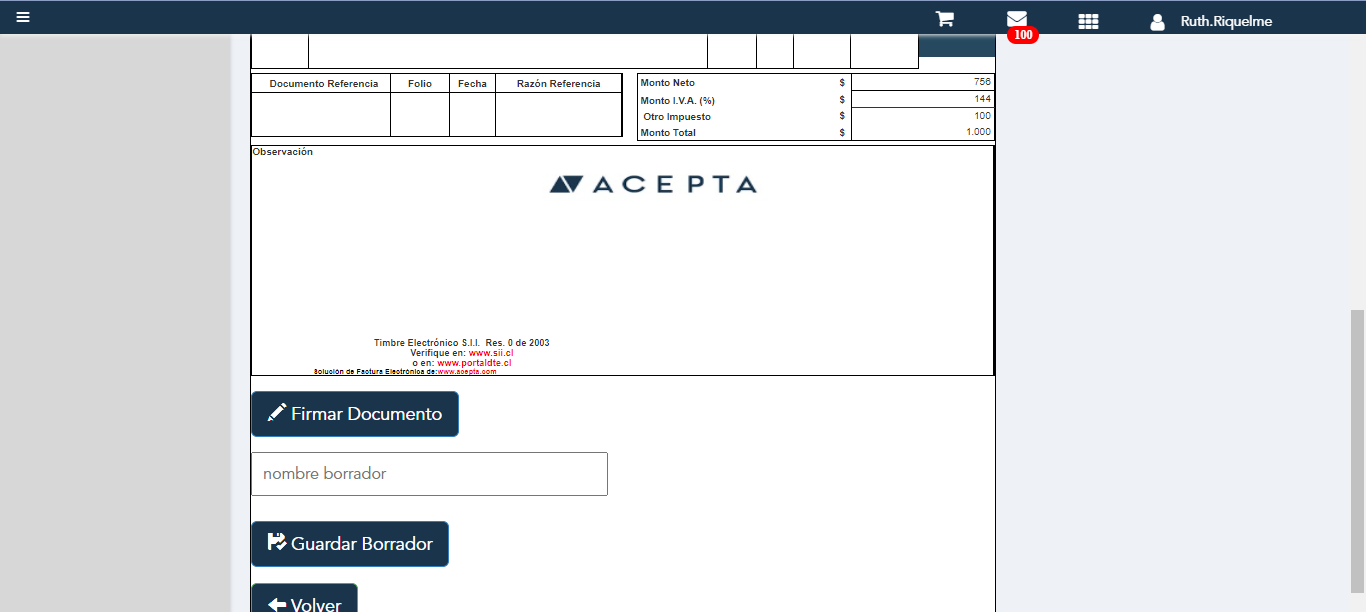 Ruth.Riquelme
100
Documento Referencia Folio Fecha Razón Referencia
Monto Neto $ 756
Monto I.V.A. (%) $ 144
Otro Impuesto $ 100
Monto Total $ 1.000
Observación
ACEPTA
Timbre Electrónico S.I.I. Res. 0 de 2003
Verifique en: www.sii.cl
o en: www.portaldte.cl
Solución de Factura Electrónica de:www.acepta.com
Firmar Documento
nombre borrador
Guardar Borrador
Volver